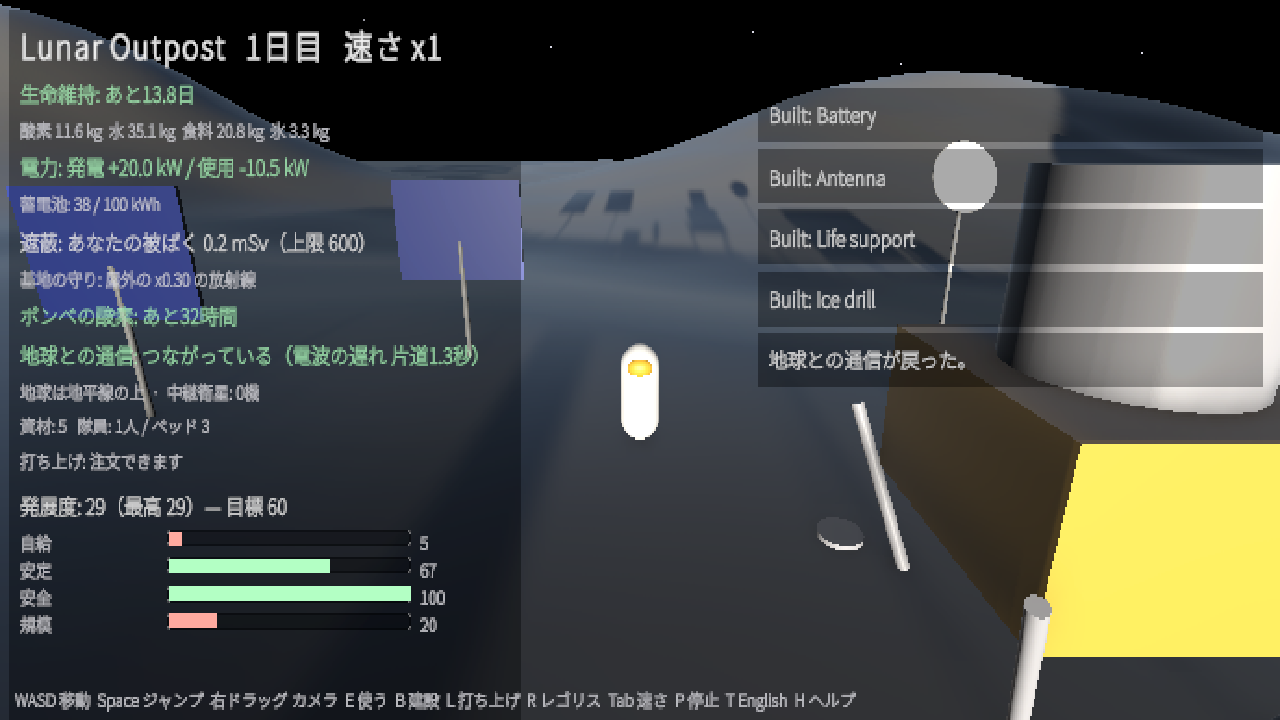 Lunar Outpost 1日目 速さ x1
生命維持: あと13.8日
酸素 11.6 kg 水 35.1 kg 食料 20.8 kg 氷 3.3 kg
電力: 発電 +20.0 kW / 使用 -10.5 kW
蓄電池: 38 / 100 kWh
遮蔽: あなたの被ばく 0.2 mSv（上限 600）
基地の守り: 屋外の x0.30 の放射線
ボンベの酸素: あと32時間
地球との通信: つながっている（電波の遅れ 片道1.3秒）
地球は地平線の上 · 中継衛星: 0機
資材: 5 隊員: 1人 / ベッド 3
打ち上げ: 注文できます
発展度: 29（最高 29）— 目標 60
自給 5
安定 67
安全 100
規模 20
Built: Battery
Built: Antenna
Built: Life support
Built: Ice drill
地球との通信が戻った。
WASD 移動 Space ジャンプ 右ドラッグ カメラ E 使う B 建設 L 打ち上げ R レゴリス Tab 速さ P 停止 T English H ヘルプ